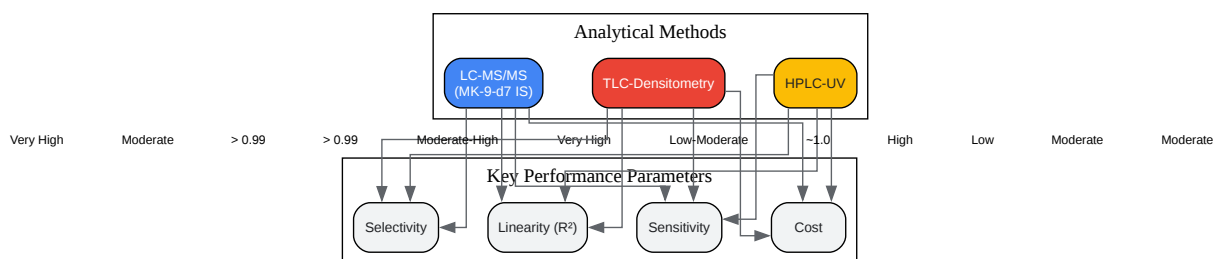 Analytical Methods
LC-MS/MS
(MK-9-d7 IS)
TLC-Densitometry
HPLC-UV
Very High
Moderate
> 0.99
> 0.99
Moderate-High
Very High
Low-Moderate
~1.0
High
Low
Moderate
Moderate
Key Performance Parameters
Selectivity
Linearity (R²)
Sensitivity
Cost